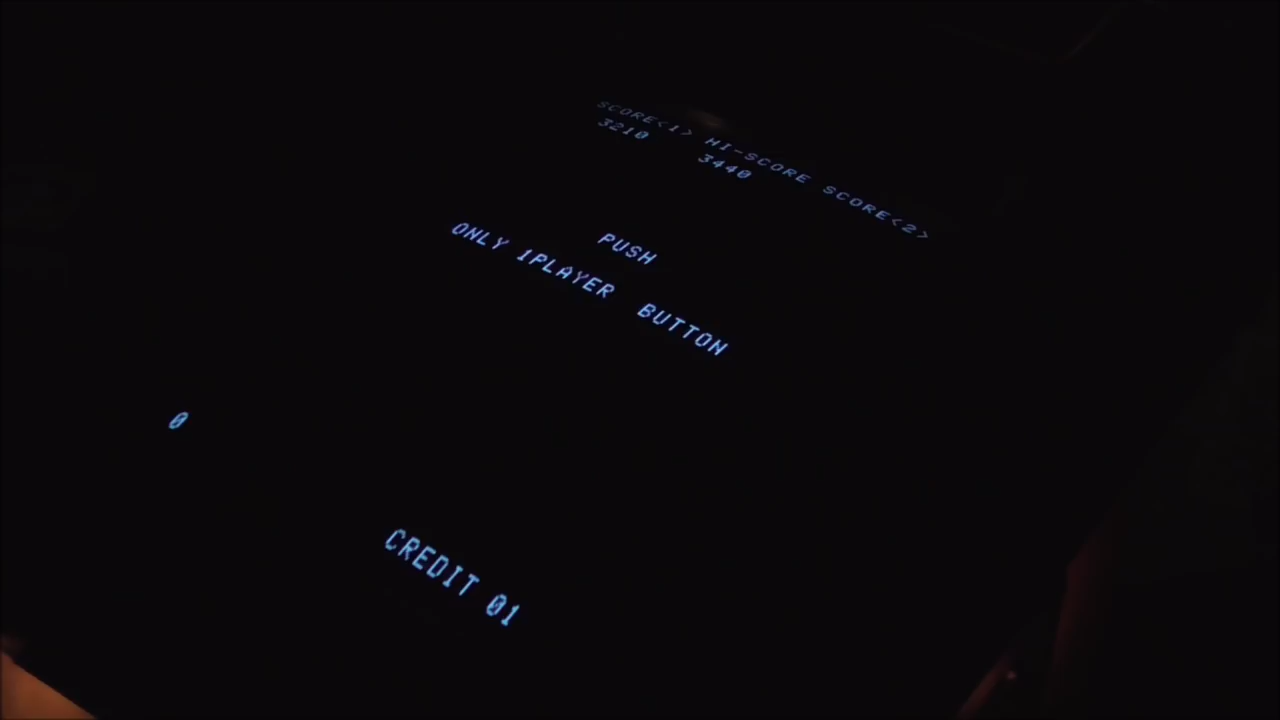 SCORE<1> HI-SCORE SCORE<2>
3210 3440
PUSH
ONLY 1PLAYER BUTTON
0
CREDIT 01